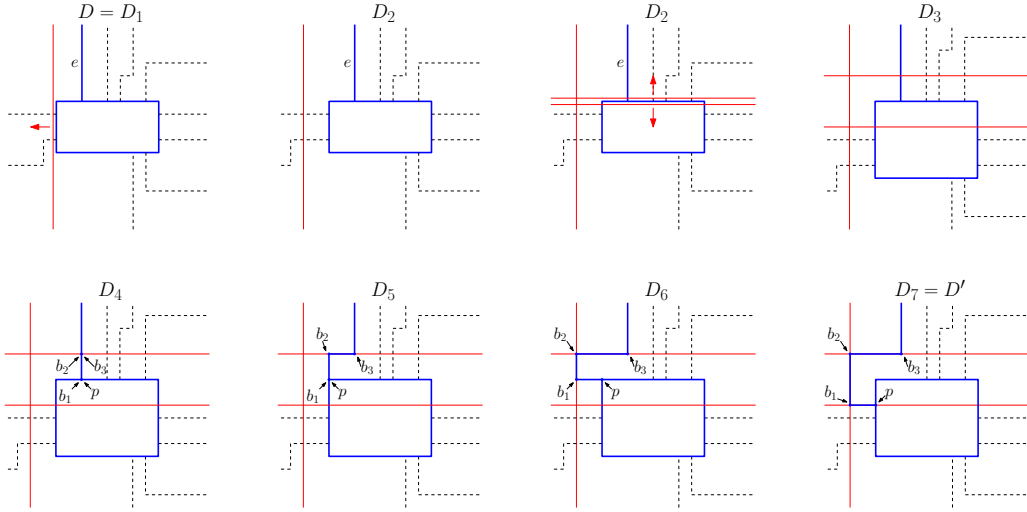 D = D₁
D₂
D₂
D₃
e
e
e
D₄
D₅
D₆
D₇ = D′
b₂
b₃
b₁
p
b₂
b₃
b₁
p
b₂
b₃
b₁
p
b₂
b₃
b₁
p